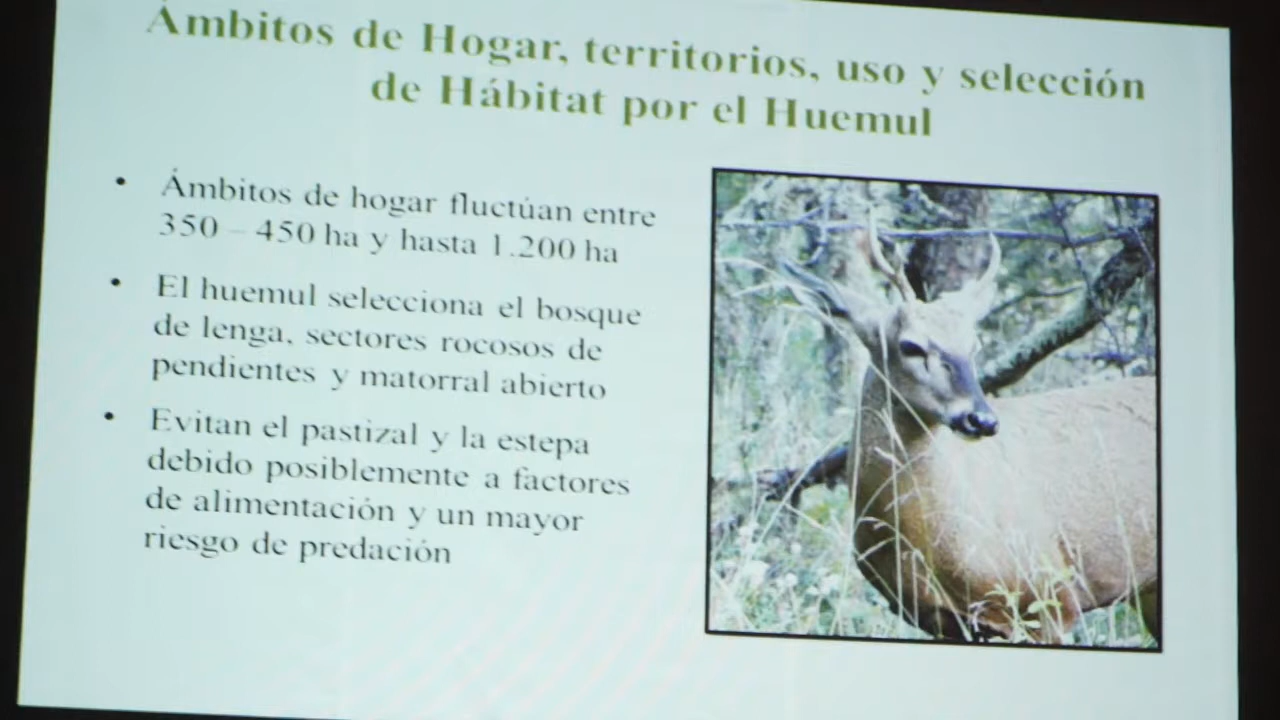 Ámbitos de Hogar, territorios, uso y selección
de Hábitat por el Huemul
• Ámbitos de hogar fluctúan entre
350 – 450 ha y hasta 1.200 ha
• El huemul selecciona el bosque
de lenga, sectores rocosos de
pendientes y matorral abierto
• Evitan el pastizal y la estepa
debido posiblemente a factores
de alimentación y un mayor
riesgo de predación